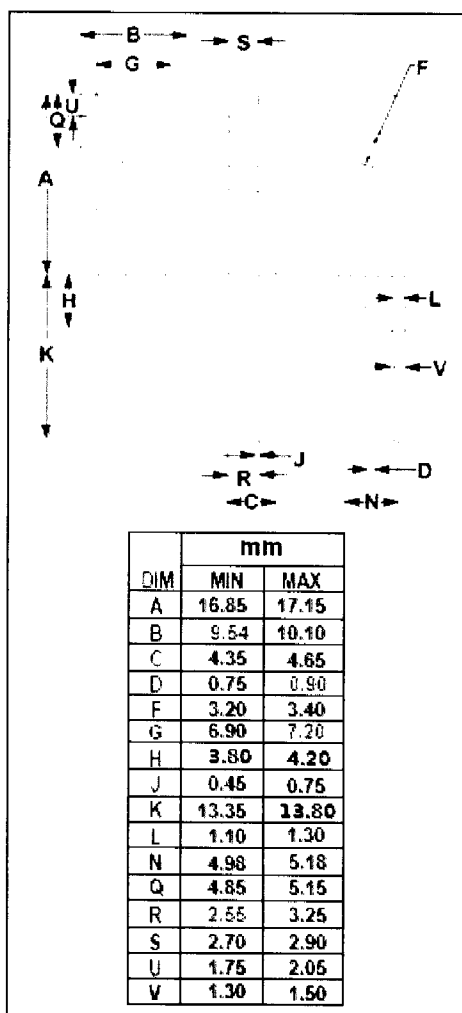 B
S
G
F
U
Q
A
H
L
K
V
J
R
D
C
N
mm
DIM MIN MAX
A 16.85 17.15
B 9.54 10.10
C 4.35 4.65
D 0.75 0.90
F 3.20 3.40
G 6.90 7.20
H 3.80 4.20
J 0.45 0.75
K 13.35 13.80
L 1.10 1.30
N 4.98 5.18
Q 4.85 5.15
R 2.55 3.25
S 2.70 2.90
U 1.75 2.05
V 1.30 1.50